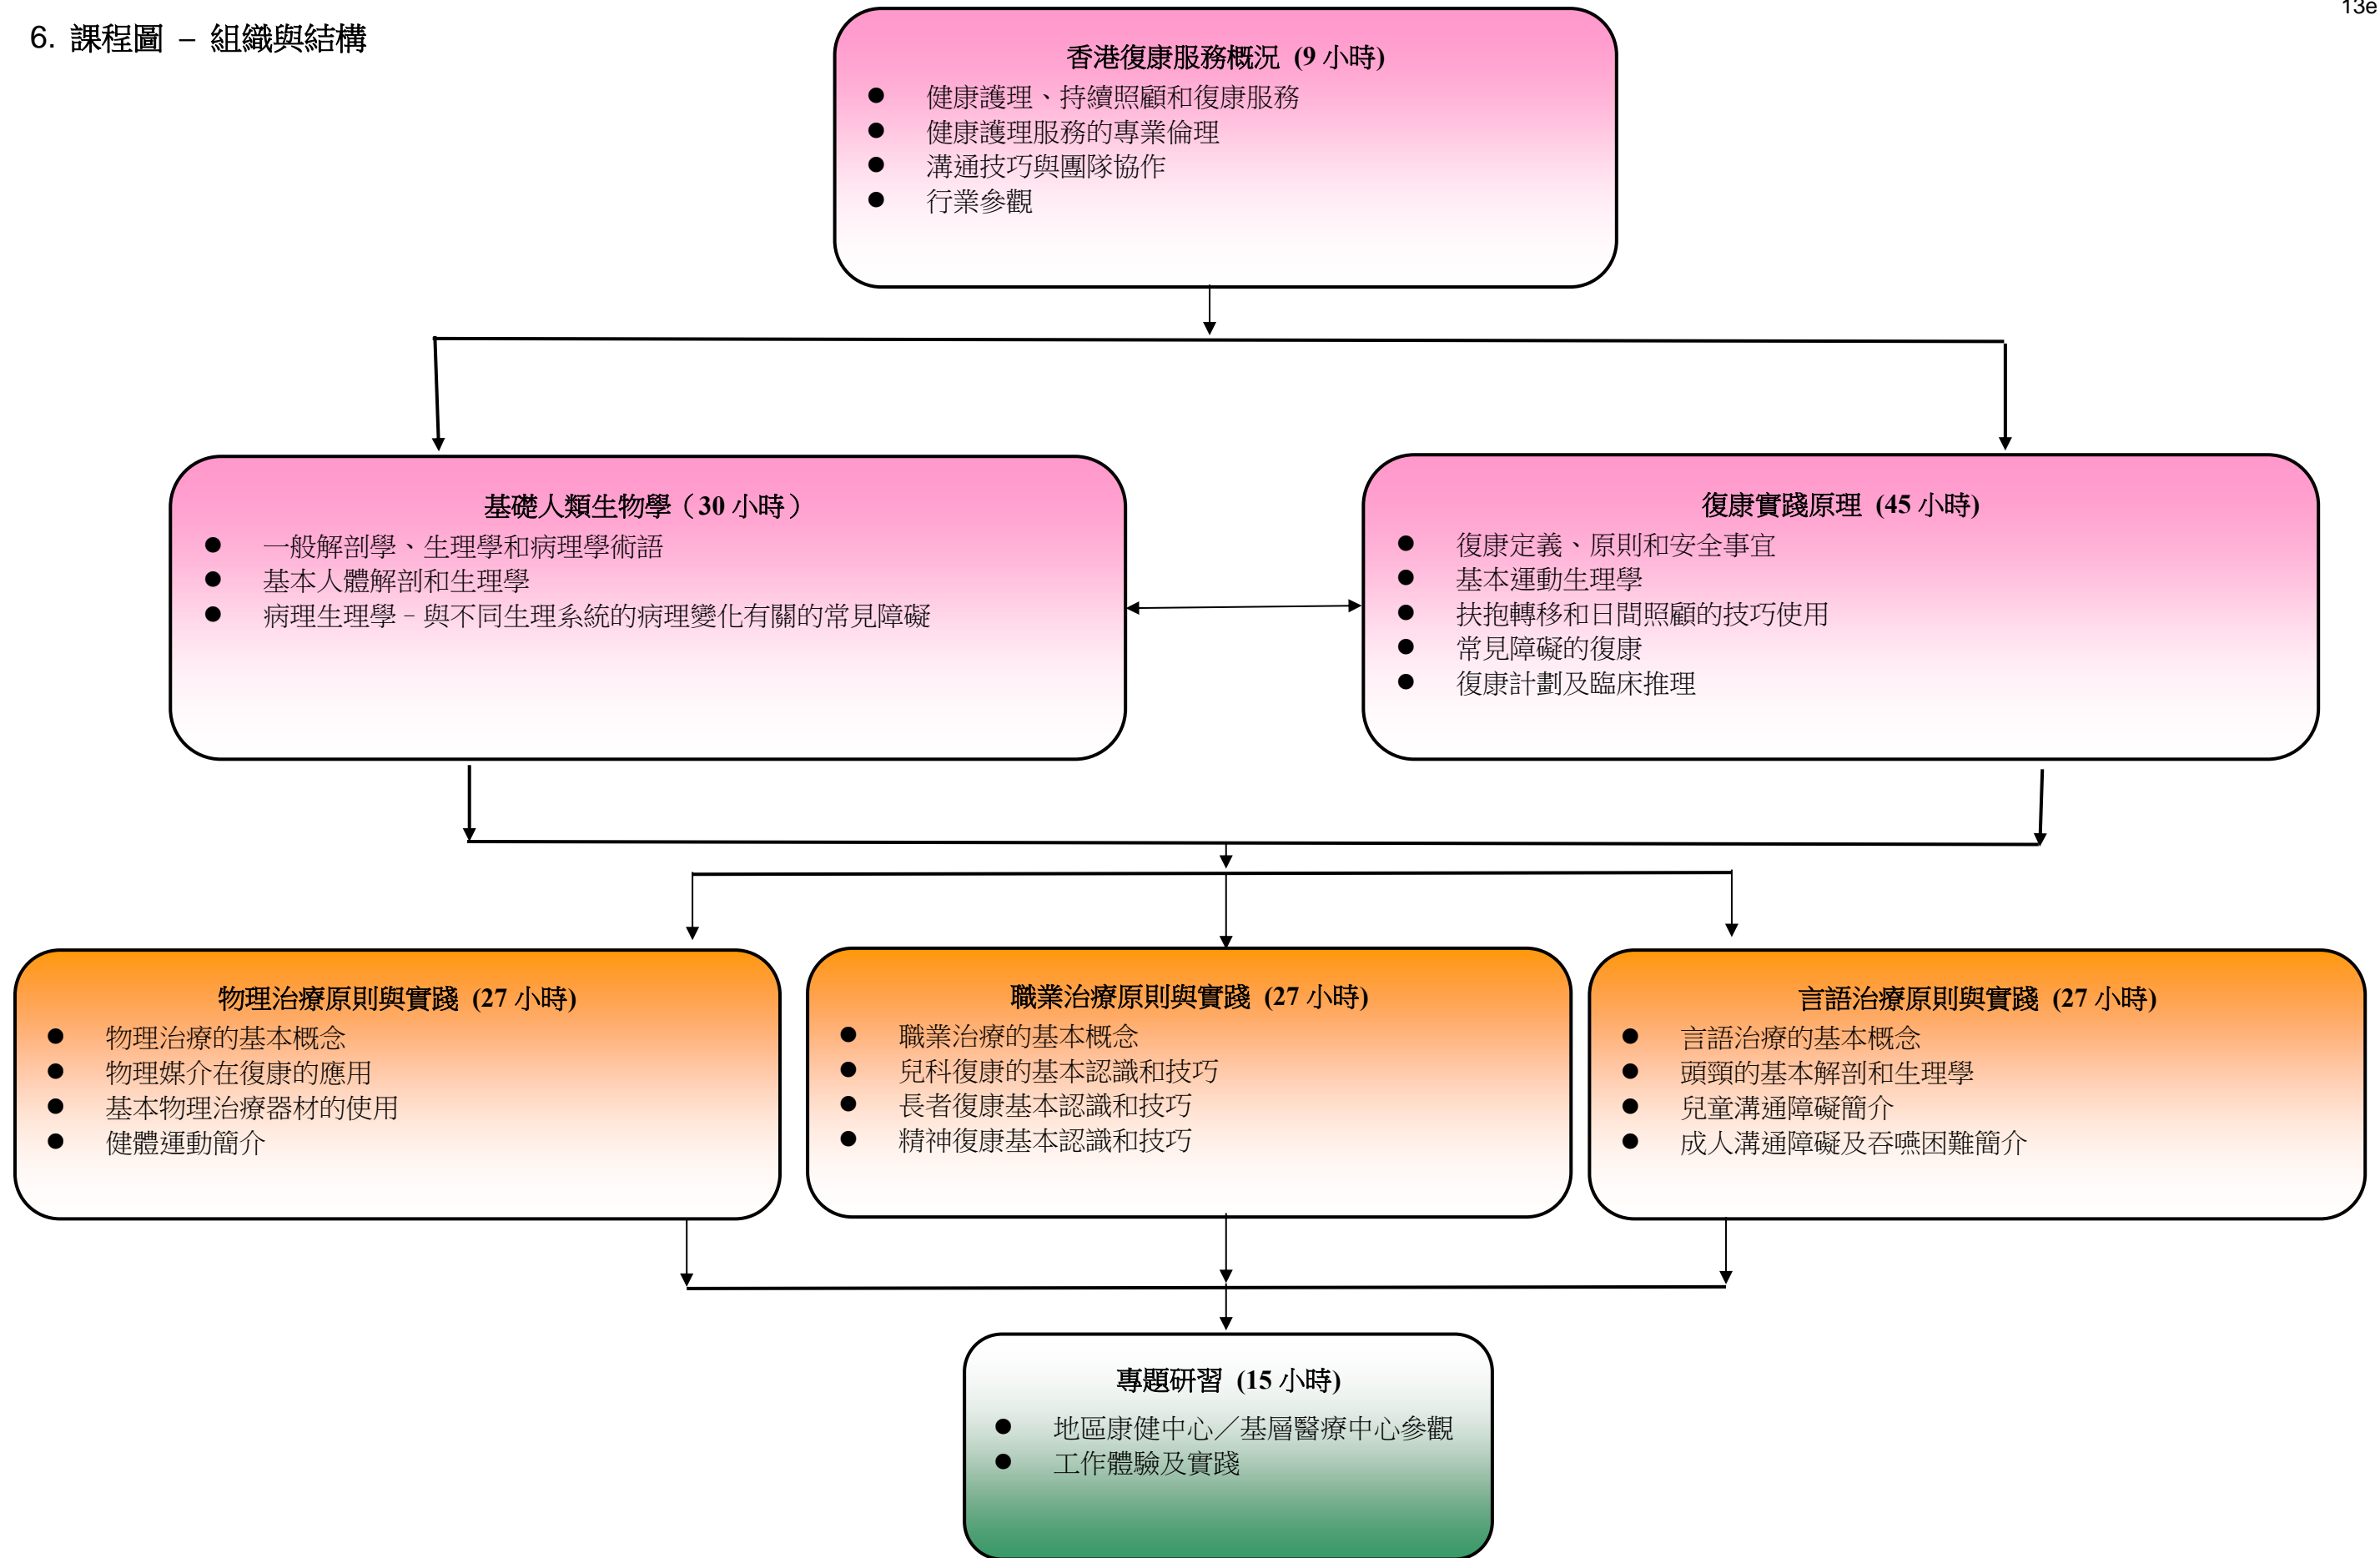 13e
6. 課程圖 – 組織與結構
香港復康服務概況 (9 小時)
● 健康護理、持續照顧和復康服務
● 健康護理服務的專業倫理
● 溝通技巧與團隊協作
● 行業參觀
基礎人類生物學（30 小時）
● 一般解剖學、生理學和病理學術語
● 基本人體解剖和生理學
● 病理生理學 - 與不同生理系統的病理變化有關的常見障礙
復康實踐原理 (45 小時)
● 復康定義、原則和安全事宜
● 基本運動生理學
● 扶抱轉移和日間照顧的技巧使用
● 常見障礙的復康
● 復康計劃及臨床推理
物理治療原則與實踐 (27 小時)
● 物理治療的基本概念
● 物理媒介在復康的應用
● 基本物理治療器材的使用
● 健體運動簡介
職業治療原則與實踐 (27 小時)
● 職業治療的基本概念
● 兒科復康的基本認識和技巧
● 長者復康基本認識和技巧
● 精神復康基本認識和技巧
言語治療原則與實踐 (27 小時)
● 言語治療的基本概念
● 頭頸的基本解剖和生理學
● 兒童溝通障礙簡介
● 成人溝通障礙及吞嚥困難簡介
專題研習 (15 小時)
● 地區康健中心／基層醫療中心參觀
● 工作體驗及實踐